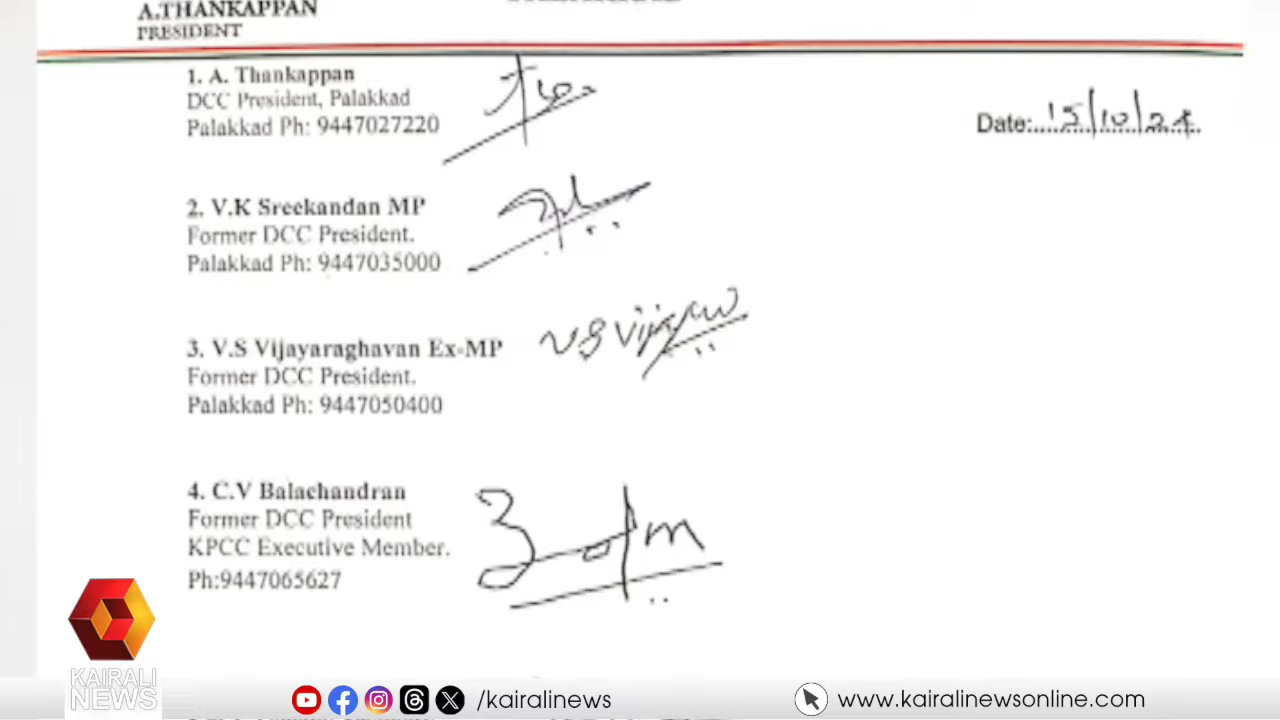 A.THANKAPPAN
PRESIDENT
1. A. Thankappan
DCC President, Palakkad
Palakkad Ph: 9447027220
Date:....15/10/24
2. V.K Sreekandan MP
Former DCC President.
Palakkad Ph: 9447035000
VS Vijay
3. V.S Vijayaraghavan Ex-MP
Former DCC President.
Palakkad Ph: 9447050400
4. C.V Balachandran
Former DCC President
KPCC Executive Member.
Ph:9447065627
KAIRALI
NEWS
/kairalinews
www.kairalinewsonline.com